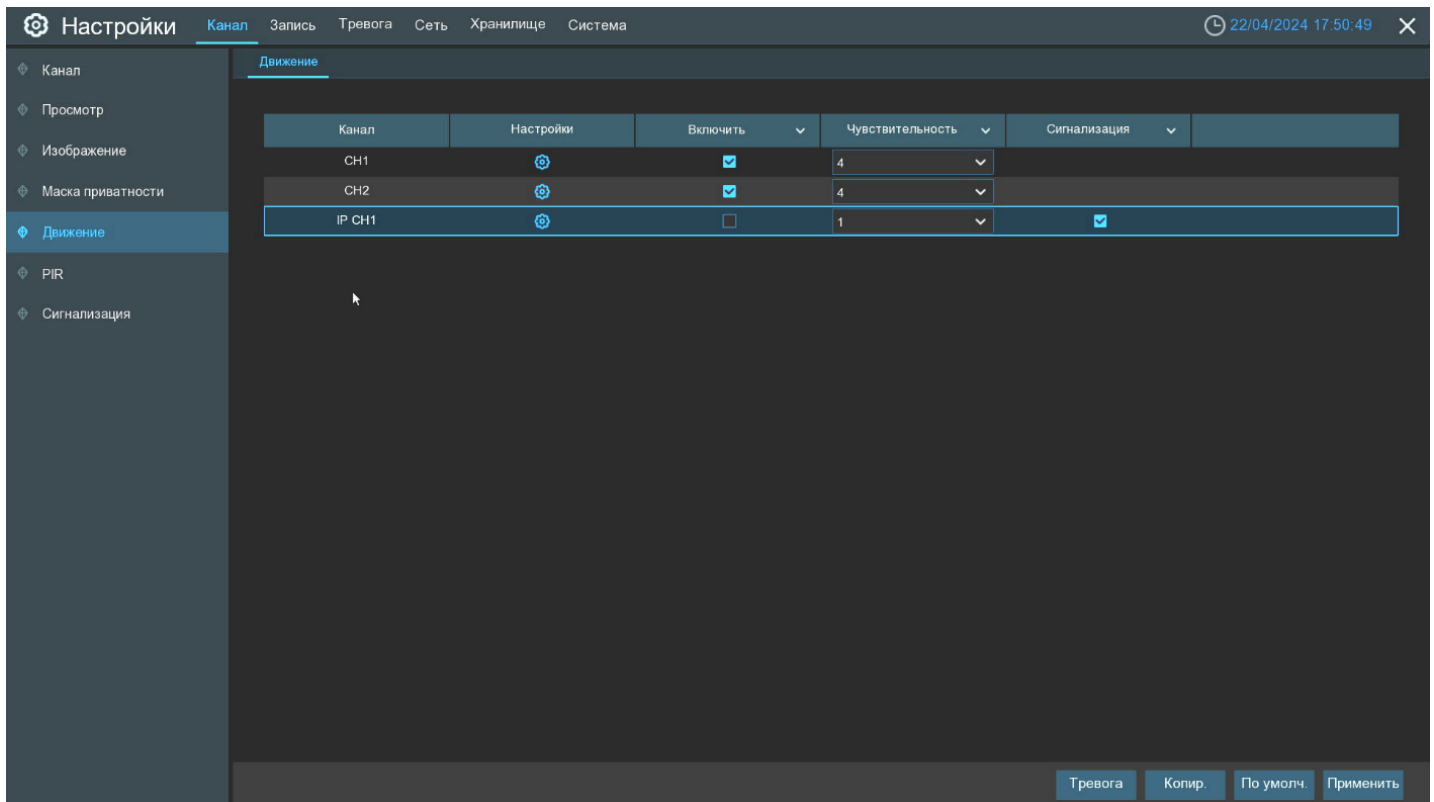 Настройки Канал Запись Тревога Сеть Хранилище Система 22/04/2024 17:50:49
Канал
Просмотр
Изображение
Маска приватности
Движение
PIR
Сигнализация
Движение
Канал Настройки Включить Чувствительность Сигнализация
CH1 4
CH2 4
IP CH1 1
Тревога Копир. По умолч. Применить